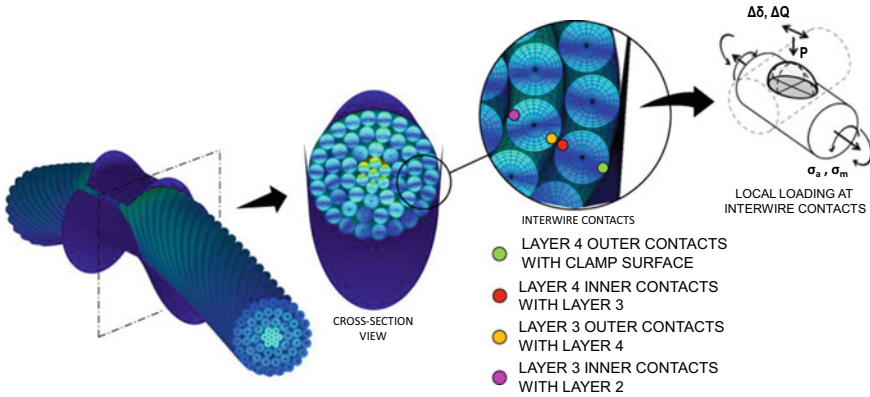 Δδ, ΔQ
P
σa , σm
LOCAL LOADING AT
INTERWIRE CONTACTS
INTERWIRE CONTACTS
CROSS-SECTION
VIEW
LAYER 4 OUTER CONTACTS
WITH CLAMP SURFACE
LAYER 4 INNER CONTACTS
WITH LAYER 3
LAYER 3 OUTER CONTACTS
WITH LAYER 4
LAYER 3 INNER CONTACTS
WITH LAYER 2